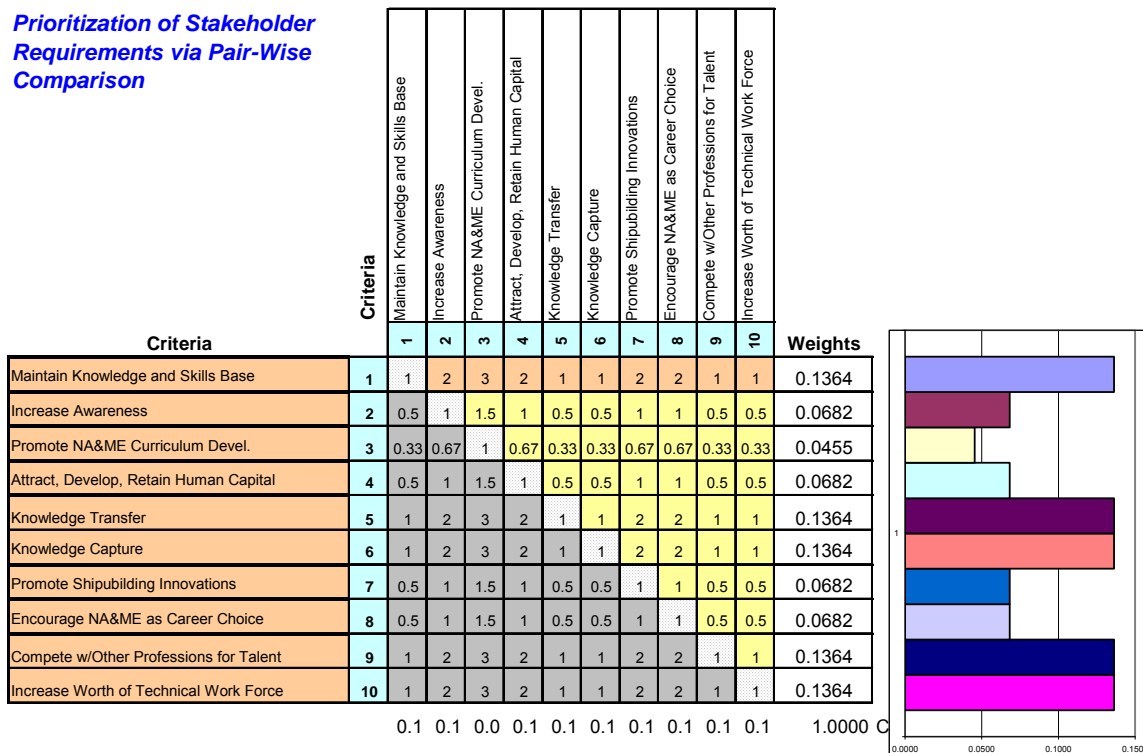 Prioritization of Stakeholder
Requirements via Pair-Wise
Comparison
Criteria
Maintain Knowledge and Skills Base
Increase Awareness
Promote NA&ME Curriculum Devel.
Attract, Develop, Retain Human Capital
Knowledge Transfer
Knowledge Capture
Promote Shipubilding Innovations
Encourage NA&ME as Career Choice
Compete w/Other Professions for Talent
Increase Worth of Technical Work Force
Criteria 1 2 3 4 5 6 7 8 9 10 Weights
Maintain Knowledge and Skills Base 1 1 2 3 2 1 1 2 2 1 1 0.1364
Increase Awareness 2 0.5 1 1.5 1 0.5 0.5 1 1 0.5 0.5 0.0682
Promote NA&ME Curriculum Devel. 3 0.33 0.67 1 0.67 0.33 0.33 0.67 0.67 0.33 0.33 0.0455
Attract, Develop, Retain Human Capital 4 0.5 1 1.5 1 0.5 0.5 1 1 0.5 0.5 0.0682
Knowledge Transfer 5 1 2 3 2 1 1 2 2 1 1 0.1364
Knowledge Capture 6 1 2 3 2 1 1 2 2 1 1 0.1364
Promote Shipubilding Innovations 7 0.5 1 1.5 1 0.5 0.5 1 1 0.5 0.5 0.0682
Encourage NA&ME as Career Choice 8 0.5 1 1.5 1 0.5 0.5 1 1 0.5 0.5 0.0682
Compete w/Other Professions for Talent 9 1 2 3 2 1 1 2 2 1 1 0.1364
Increase Worth of Technical Work Force 10 1 2 3 2 1 1 2 2 1 1 0.1364
0.1 0.1 0.0 0.1 0.1 0.1 0.1 0.1 0.1 0.1 1.0000 C
1
0.0000 0.0500 0.1000 0.150